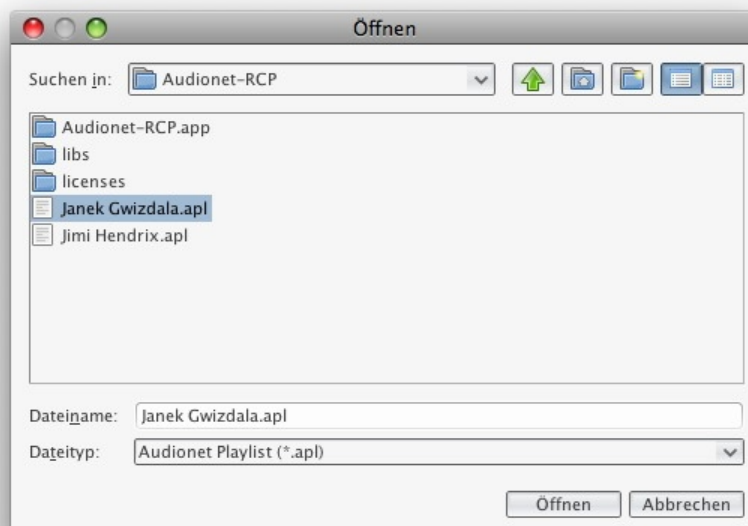 Öffnen
Suchen in: Audionet-RCP
Audionet-RCP.app
libs
licenses
Janek Gwizdala.apl
Jimi Hendrix.apl
Dateiname: Janek Gwizdala.apl
Dateityp: Audionet Playlist (*.apl)
Öffnen Abbrechen